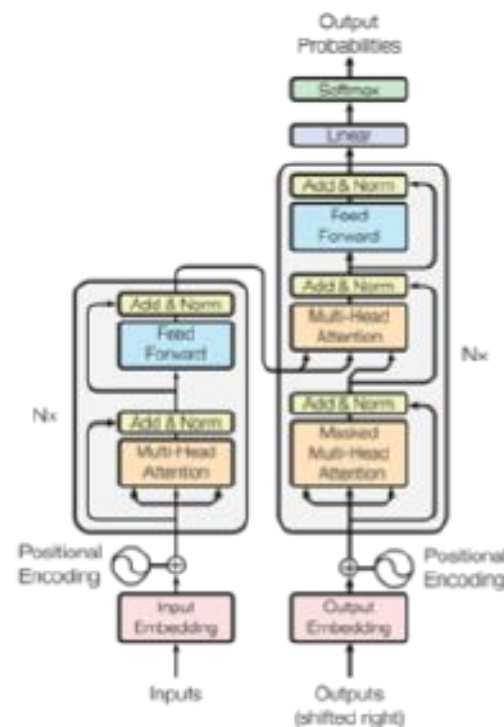 Output
Probabilities
Softmax
Linear
Add & Norm
Feed
Forward
Add & Norm
Multi-Head
Attention
Nx
Add & Norm
Masked
Multi-Head
Attention
Add & Norm
Feed
Forward
Nx
Add & Norm
Multi-Head
Attention
Positional
Encoding
Positional
Encoding
Input
Embedding
Output
Embedding
Inputs
Outputs
(shifted right)